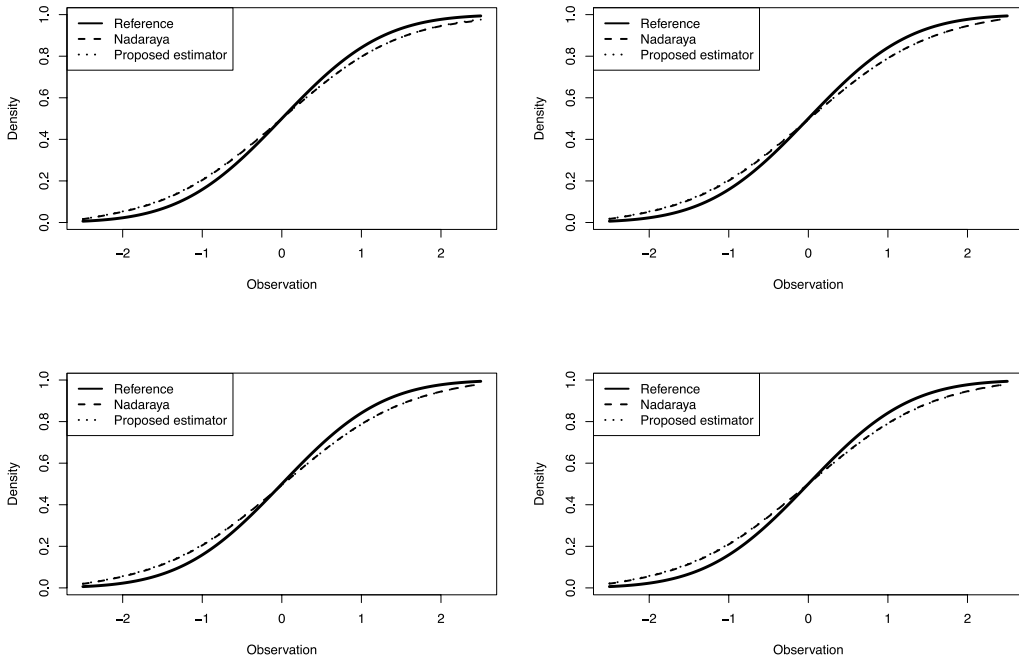 Reference
Nadaraya
Proposed estimator
Density
0.0 0.2 0.4 0.6 0.8 1.0
−2 −1 0 1 2
Observation
Reference
Nadaraya
Proposed estimator
Density
0.0 0.2 0.4 0.6 0.8 1.0
−2 −1 0 1 2
Observation
Reference
Nadaraya
Proposed estimator
Density
0.0 0.2 0.4 0.6 0.8 1.0
−2 −1 0 1 2
Observation
Reference
Nadaraya
Proposed estimator
Density
0.0 0.2 0.4 0.6 0.8 1.0
−2 −1 0 1 2
Observation